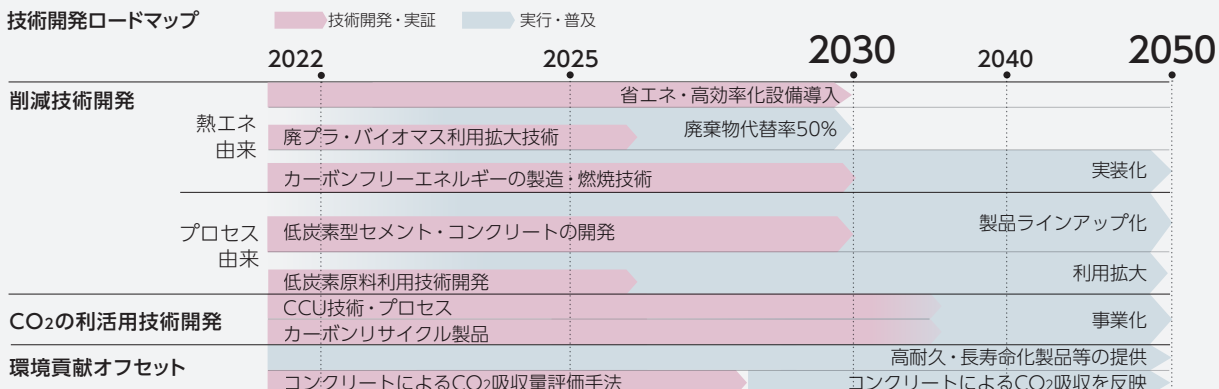 技術開発ロードマップ
技術開発・実証
実行・普及
2022
2025
2030
2040
2050
削減技術開発
熱エネ
由来
省エネ・高効率化設備導入
廃プラ・バイオマス利用拡大技術
廃棄物代替率50%
カーボンフリーエネルギーの製造・燃焼技術
実装化
プロセス
由来
低炭素型セメント・コンクリートの開発
製品ラインアップ化
低炭素原料利用技術開発
利用拡大
CO2の利活用技術開発
CCU技術・プロセス
カーボンリサイクル製品
事業化
環境貢献オフセット
高耐久・長寿命化製品等の提供
コンクリートによるCO2吸収量評価手法
コンクリートによるCO2吸収を反映